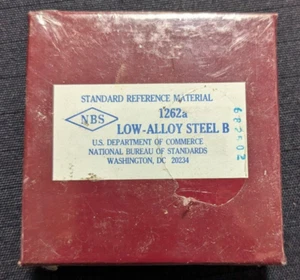 STANDARD REFERENCE MATERIAL
NBS
1262a
LOW-ALLOY STEEL B
U.S. DEPARTMENT OF COMMERCE
NATIONAL BUREAU OF STANDARDS
WASHINGTON, DC 20234